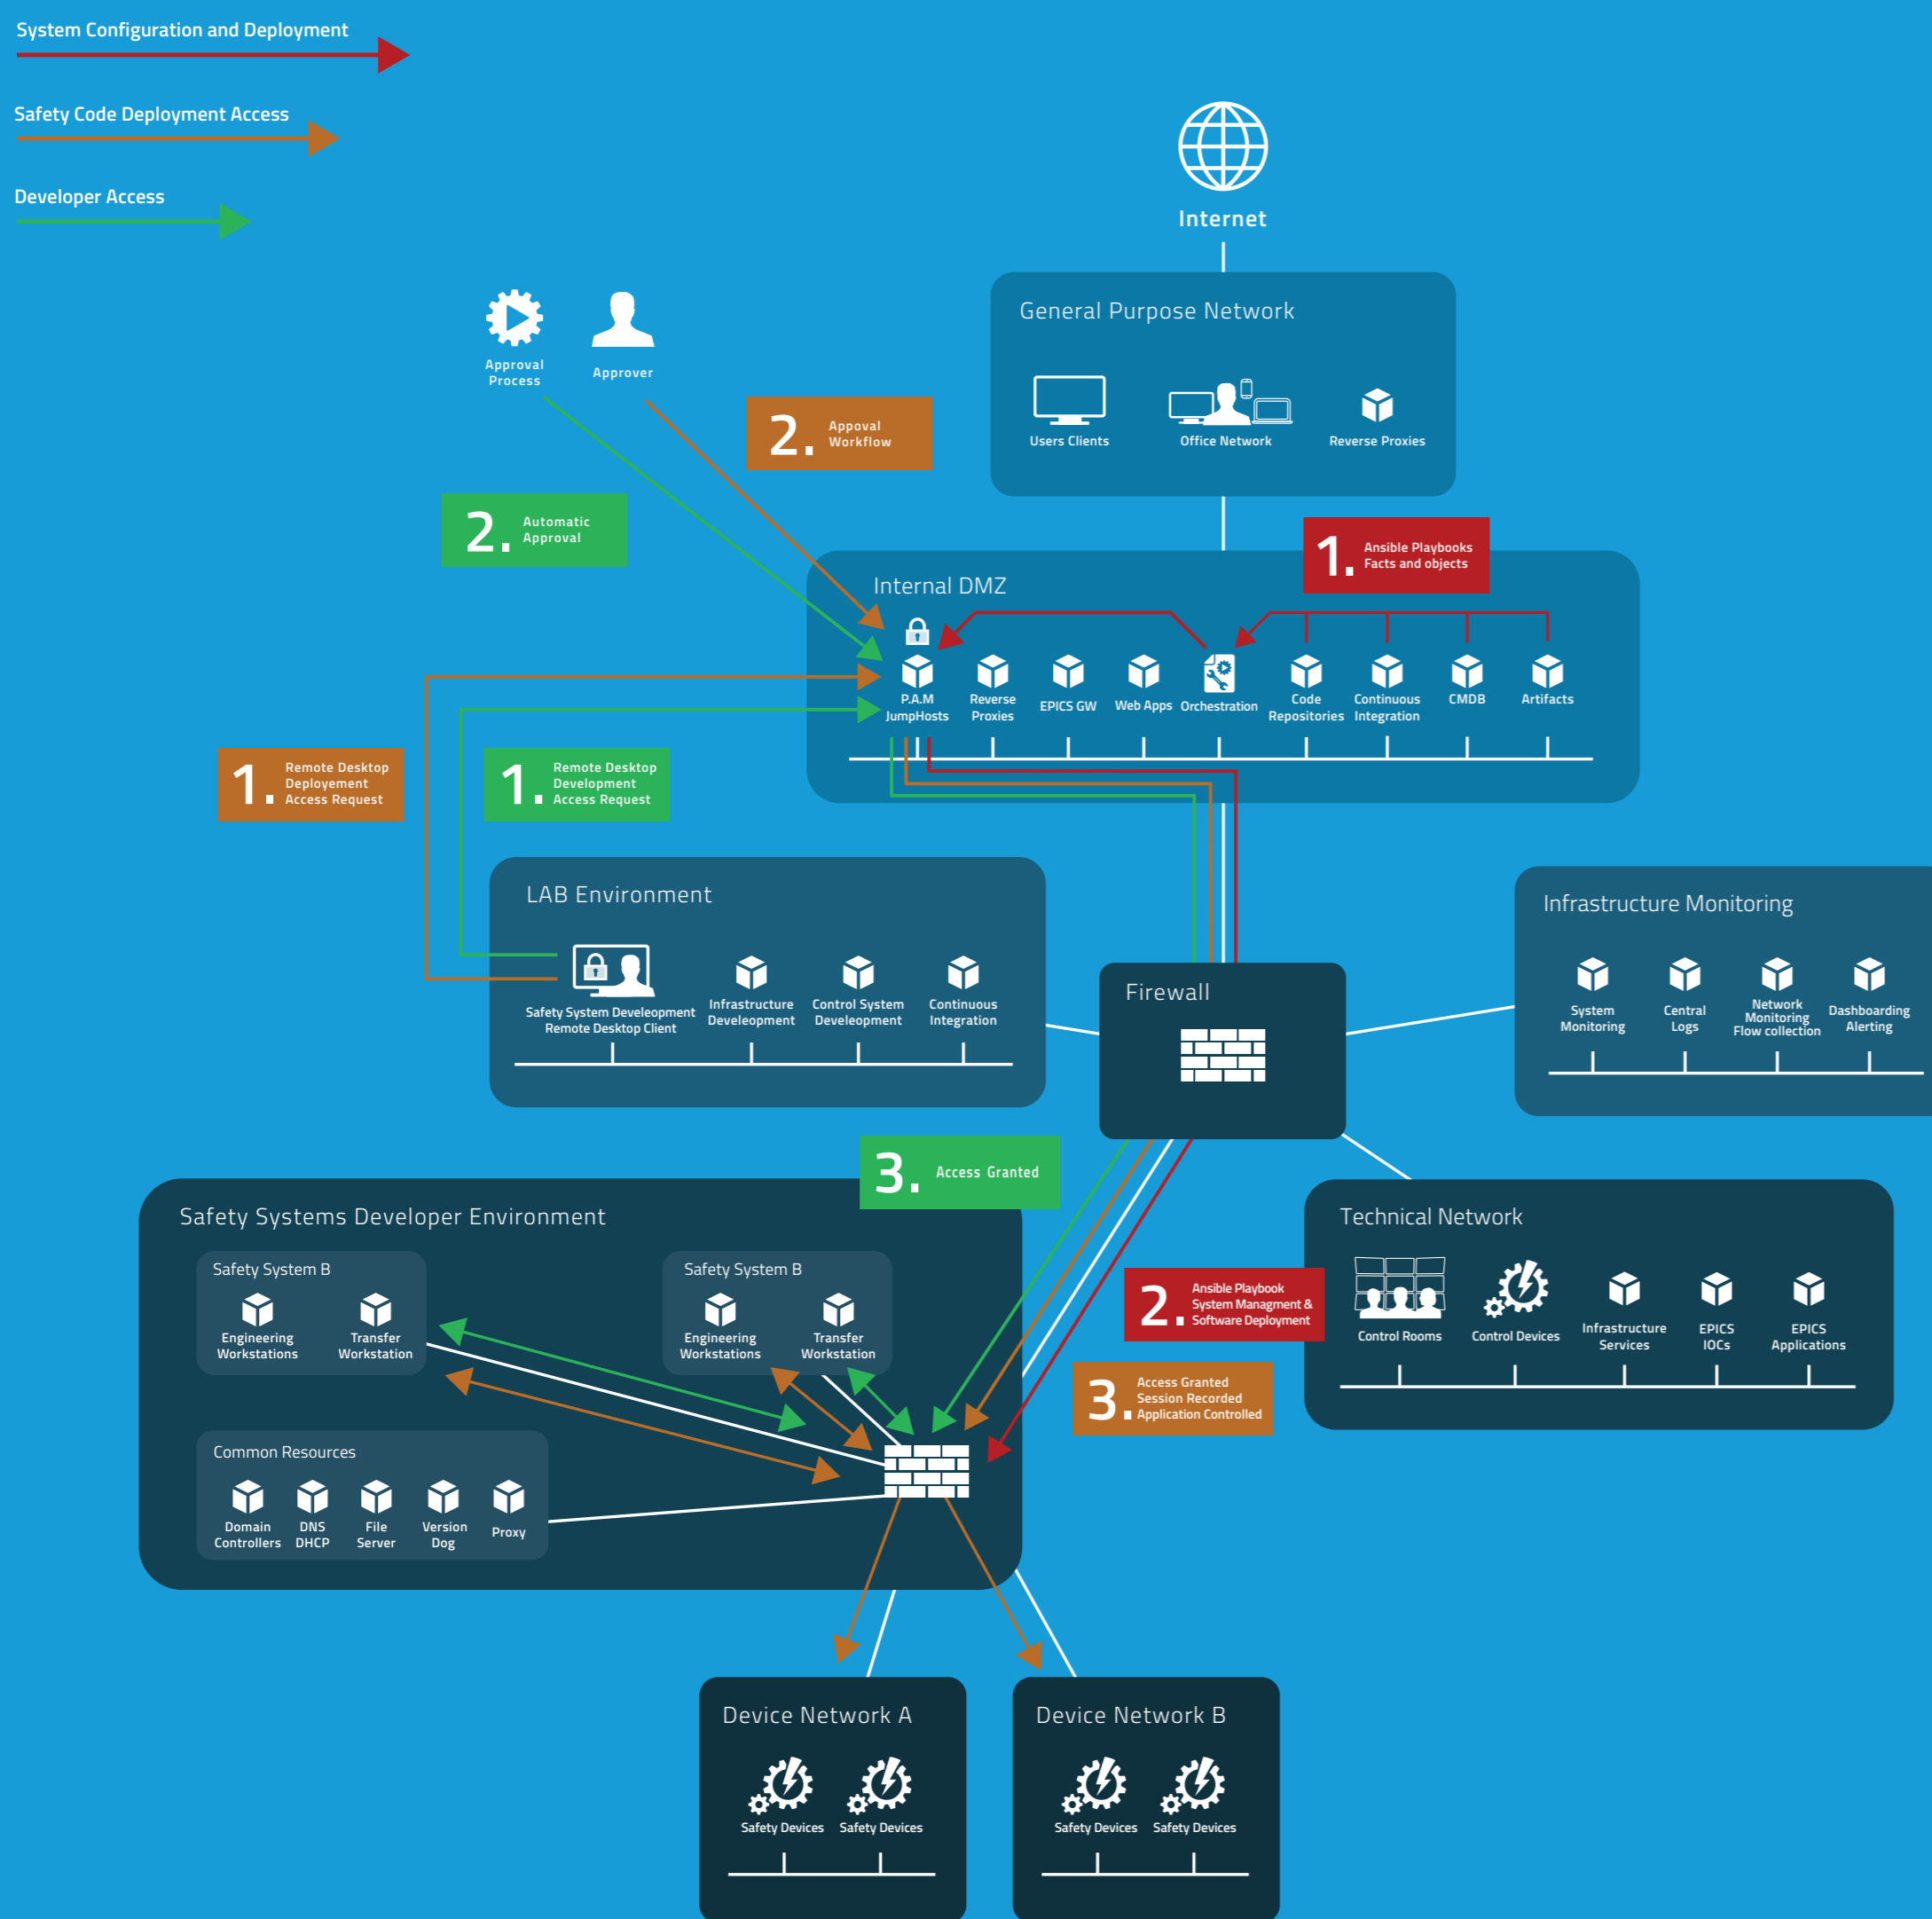 System Configuration and Deployment
Safety Code Deployment Access
Developer Access
Internet
General Purpose Network
Users Clients
Office Network
Reverse Proxies
Approval
Process
Approver
2.
Appoval
Workflow
2.
Automatic
Approval
1.
Ansible Playbooks
Facts and objects
Internal DMZ
P.A.M
JumpHosts
Reverse
Proxies
EPICS GW
Web Apps
Orchestration
Code
Repositories
Continuous
Integration
CMDB
Artifacts
1.
Remote Desktop
Deployement
Access Request
1.
Remote Desktop
Development
Access Request
LAB Environment
Safety System Develeopment
Remote Desktop Client
Infrastructure
Develeopment
Control System
Develeopment
Continuous
Integration
Firewall
Infrastructure Monitoring
System
Monitoring
Central
Logs
Network
Monitoring
Flow collection
Dashboarding
Alerting
3.
Access Granted
Safety Systems Developer Environment
Safety System B
Engineering
Workstations
Transfer
Workstation
Safety System B
Engineering
Workstations
Transfer
Workstation
Common Resources
Domain
Controllers
DNS
DHCP
File
Server
Version
Dog
Proxy
2.
Ansible Playbook
System Managment &
Software Deployment
3.
Access Granted
Session Recorded
Application Controlled
Technical Network
Control Rooms
Control Devices
Infrastructure
Services
EPICS
IOCs
EPICS
Applications
Device Network A
Safety Devices
Safety Devices
Device Network B
Safety Devices
Safety Devices